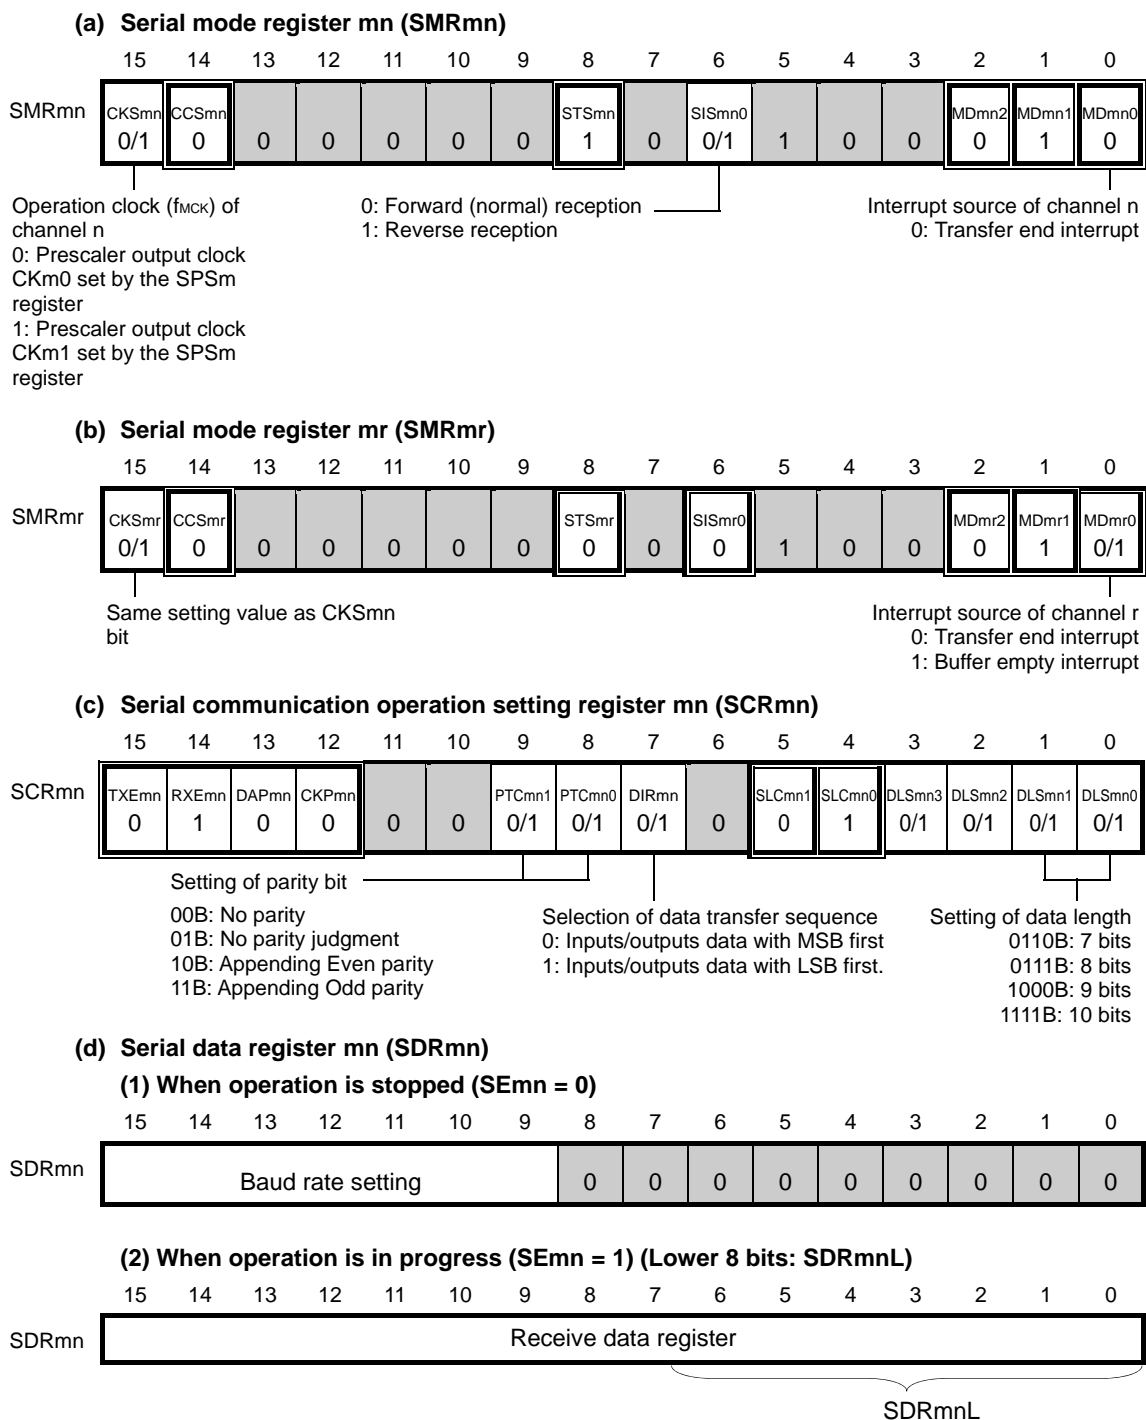 (a) Serial mode register mn (SMRmn)
15 14 13 12 11 10 9 8 7 6 5 4 3 2 1 0
SMRmn
CKSmn CCSmn STSmn SISmn0 MDmn2 MDmn1 MDmn0
0/1 0 0 0 0 0 0 1 0 0/1 1 0 0 0 1 0
Operation clock (fMCK) of
channel n
0: Prescaler output clock
CKm0 set by the SPSm
register
1: Prescaler output clock
CKm1 set by the SPSm
register
0: Forward (normal) reception
1: Reverse reception
Interrupt source of channel n
0: Transfer end interrupt
(b) Serial mode register mr (SMRmr)
15 14 13 12 11 10 9 8 7 6 5 4 3 2 1 0
SMRmr
CKSmr CCSmr STSmr SISmr0 MDmr2 MDmr1 MDmr0
0/1 0 0 0 0 0 0 0 0 0 1 0 0 0 1 0/1
Same setting value as CKSmn
bit
Interrupt source of channel r
0: Transfer end interrupt
1: Buffer empty interrupt
(c) Serial communication operation setting register mn (SCRmn)
15 14 13 12 11 10 9 8 7 6 5 4 3 2 1 0
SCRmn
TXEmn RXEmn DAPmn CKPmn PTCmn1 PTCmn0 DIRmn SLCmn1 SLCmn0 DLSmn3 DLSmn2 DLSmn1 DLSmn0
0 1 0 0 0 0 0/1 0/1 0/1 0 0 1 0/1 0/1 0/1 0/1
Setting of parity bit
00B: No parity
01B: No parity judgment
10B: Appending Even parity
11B: Appending Odd parity
Selection of data transfer sequence
0: Inputs/outputs data with MSB first
1: Inputs/outputs data with LSB first.
Setting of data length
0110B: 7 bits
0111B: 8 bits
1000B: 9 bits
1111B: 10 bits
(d) Serial data register mn (SDRmn)
(1) When operation is stopped (SEmn = 0)
15 14 13 12 11 10 9 8 7 6 5 4 3 2 1 0
SDRmn
Baud rate setting 0 0 0 0 0 0 0 0 0
(2) When operation is in progress (SEmn = 1) (Lower 8 bits: SDRmnL)
15 14 13 12 11 10 9 8 7 6 5 4 3 2 1 0
SDRmn
Receive data register
SDRmnL